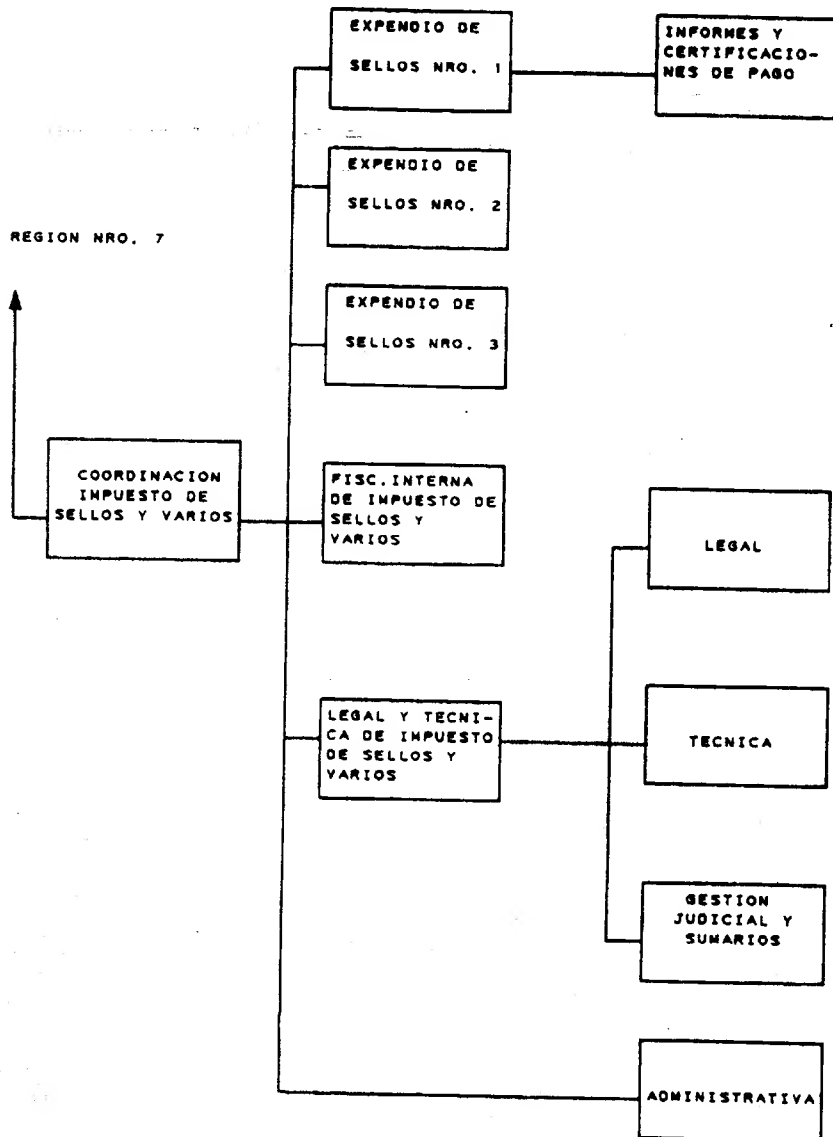 EXPENDIO DE
SELLOS NRO. 1
INFORMES Y
CERTIFICACIO-
NES DE PAGO
EXPENDIO DE
SELLOS NRO. 2
REGION NRO. 7
EXPENDIO DE
SELLOS NRO. 3
COORDINACION
IMPUESTO DE
SELLOS Y VARIOS
FISC.INTERNA
DE IMPUESTO DE
SELLOS Y
VARIOS
LEGAL
LEGAL Y TECNI-
CA DE IMPUESTO
DE SELLOS Y
VARIOS
TECNICA
GESTION
JUDICIAL Y
SUMARIOS
ADMINISTRATIVA